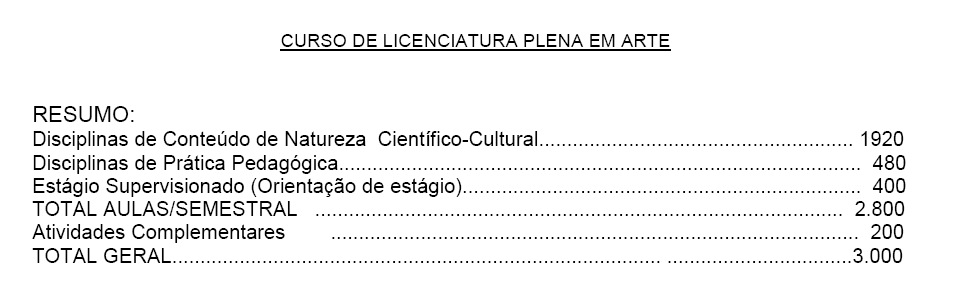 CURSO DE LICENCIATURA PLENA EM ARTE
RESUMO:
Disciplinas de Conteúdo de Natureza Científico-Cultural........................................................ 1920
Disciplinas de Prática Pedagógica............................................................................................ 480
Estágio Supervisionado (Orientação de estágio)...................................................................... 400
TOTAL AULAS/SEMESTRAL ............................................................................................. 2.800
Atividades Complementares ............................................................................................. 200
TOTAL GERAL...................................................................................... .................................3.000